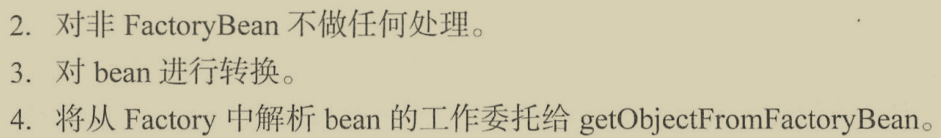 2. 对非 FactoryBean 不做任何处理。
3. 对 bean 进行转换。
4. 将从 Factory 中解析 bean 的工作委托给 getObjectFromFactoryBean。